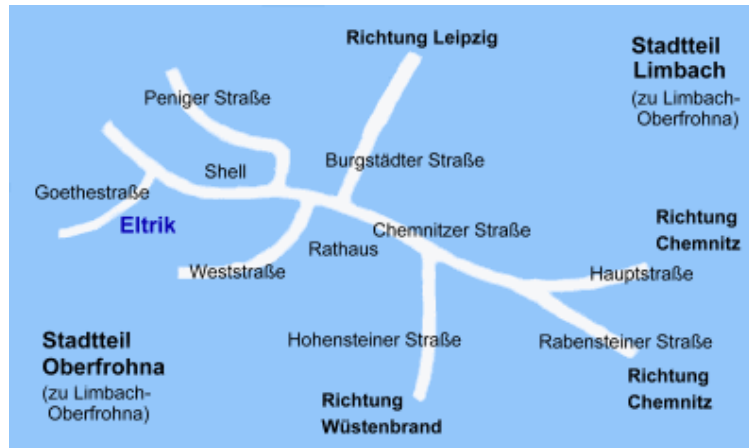 Richtung Leipzig
Stadtteil
Limbach
(zu Limbach-
Oberfrohna)
Peniger Straße
Burgstädter Straße
Shell
Goethestraße
Eltrik
Richtung
Chemnitz
Chemnitzer Straße
Rathaus
Weststraße
Hauptstraße
Stadtteil
Oberfrohna
(zu Limbach-
Oberfrohna)
Hohensteiner Straße
Rabensteiner Straße
Richtung
Wüstenbrand
Richtung
Chemnitz